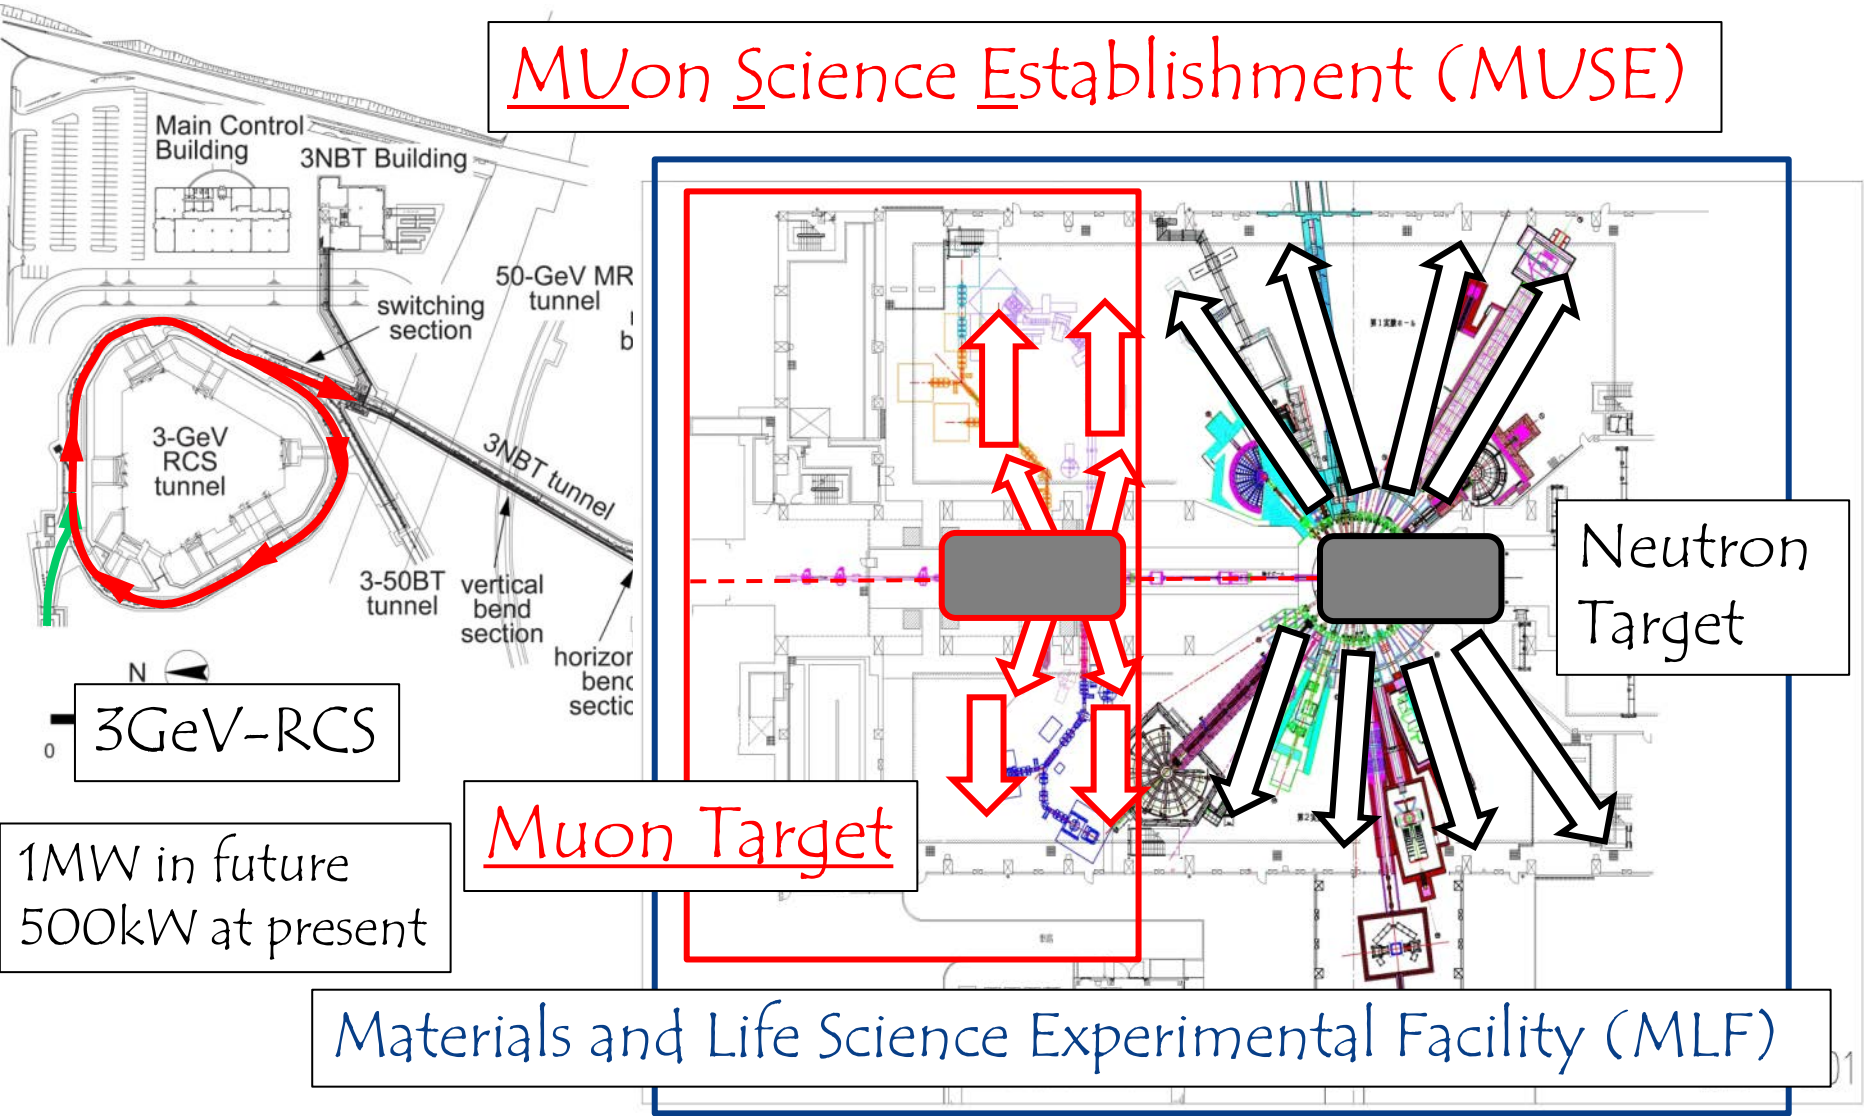 MUon Science Establishment (MUSE)
Main Control
Building
3NBT Building
50-GeV MR
tunnel
switching
section
3-GeV
RCS
tunnel
3NBT tunnel
3-50BT
tunnel
vertical
bend
section
N
0
3GeV-RCS
1MW in future
500kW at present
Muon Target
Neutron
Target
Materials and Life Science Experimental Facility (MLF)